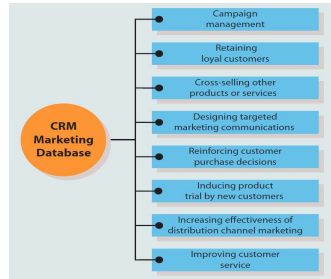 CRM
Marketing
Database
Campaign
management
Retaining
loyal customers
Cross-selling other
products or services
Designing targeted
marketing communications
Reinforcing customer
purchase decisions
Inducing product
trial by new customers
Increasing effectiveness of
distribution channel marketing
Improving customer
service